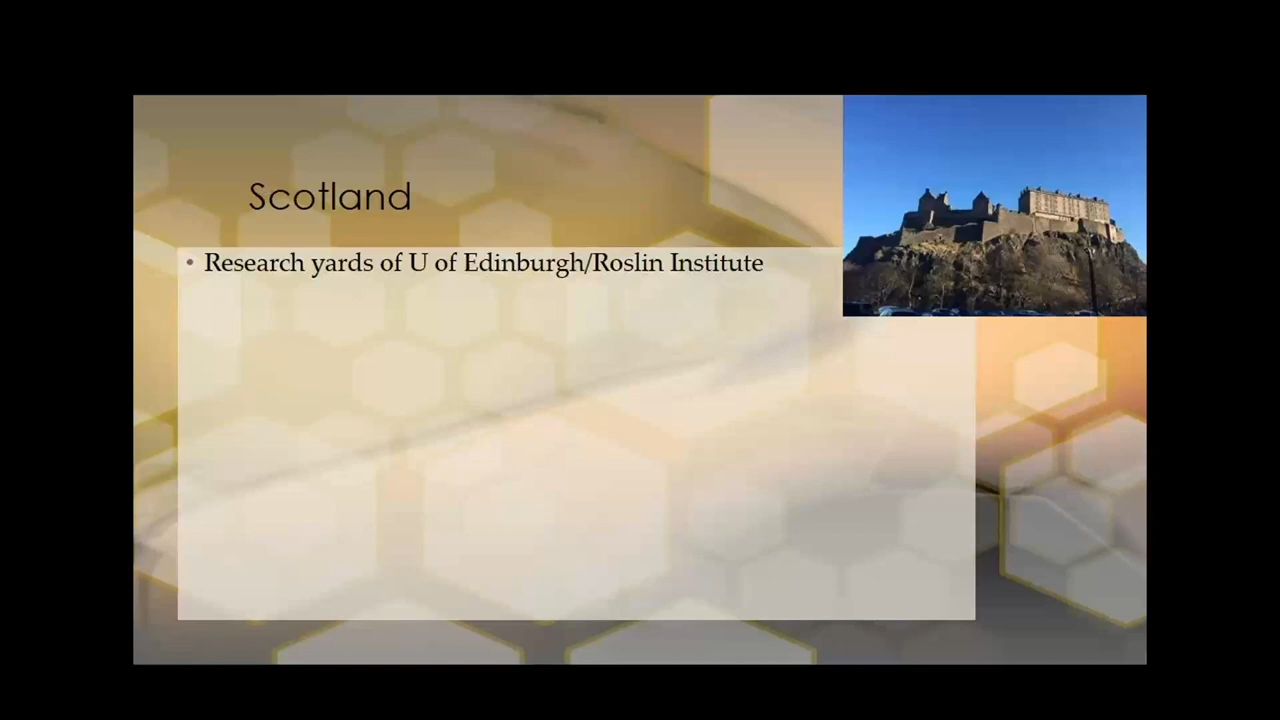 Scotland
• Research yards of U of Edinburgh/Roslin Institute